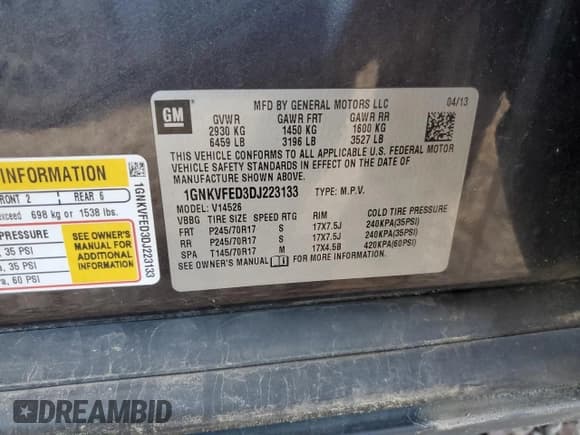 GM
MFD BY GENERAL MOTORS LLC
04/13
GVWR GAWR FRT GAWR RR
2930 KG 1450 KG 1600 KG
6459 LB 3196 LB 3527 LB
THIS VEHICLE CONFORMS TO ALL APPLICABLE U.S. FEDERAL MOTOR
VEHICLE SAFETY STANDARDS IN EFFECT ON THE DATE OF
MANUFACTURE SHOWN ABOVE.
1GNKVFED3DJ223133 TYPE: M.P.V.
MODEL: V14526
VBBG TIRE SIZE SPEED RTG RIM COLD TIRE PRESSURE
FRT P245/70R17 S 17X7.5J 240KPA(35PSI)
RR P245/70R17 S 17X7.5J 240KPA(35PSI)
SPA T145/70R17 M 17X4.5B 420KPA(60PSI)
SEE OWNER'S MANUAL FOR MORE INFORMATION.
INFORMATION
FRONT 2 REAR 6
exceed 698 kg or 1538 lbs.
PRESSURE
35 PSI
35 PSI
60 PSI
SEE OWNER'S
MANUAL FOR
ADDITIONAL
INFORMATION
1GNKVFED3DJ223133
DREAMBID